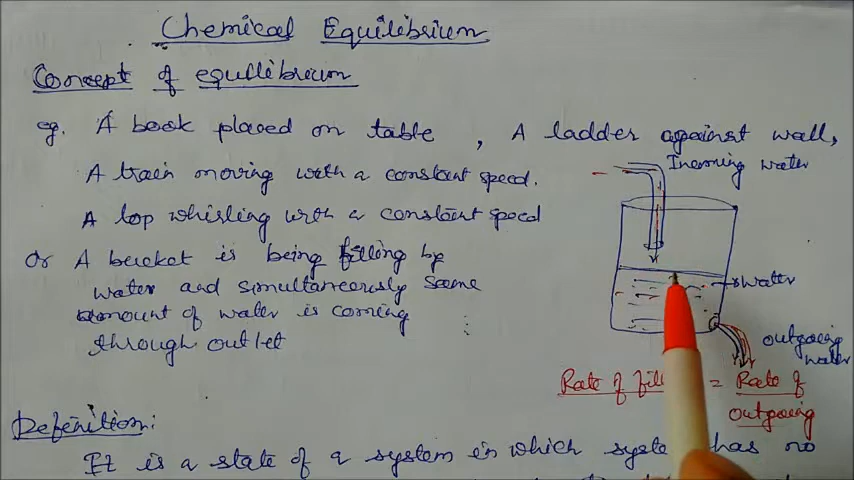 Chemical Equilibrium
Concept of equilibrium
eg. A book placed on table , A ladder against wall,
A train moving with a constant speed.
A top whisling with a constant speed
Or A bucket is being filling by
water and simultaneously same
amount of water is coming
through outlet
Incoming water
water
outgoing
water
Rate of fill = Rate of
outgoing
Definition:
It is a state of a system in which syste has no